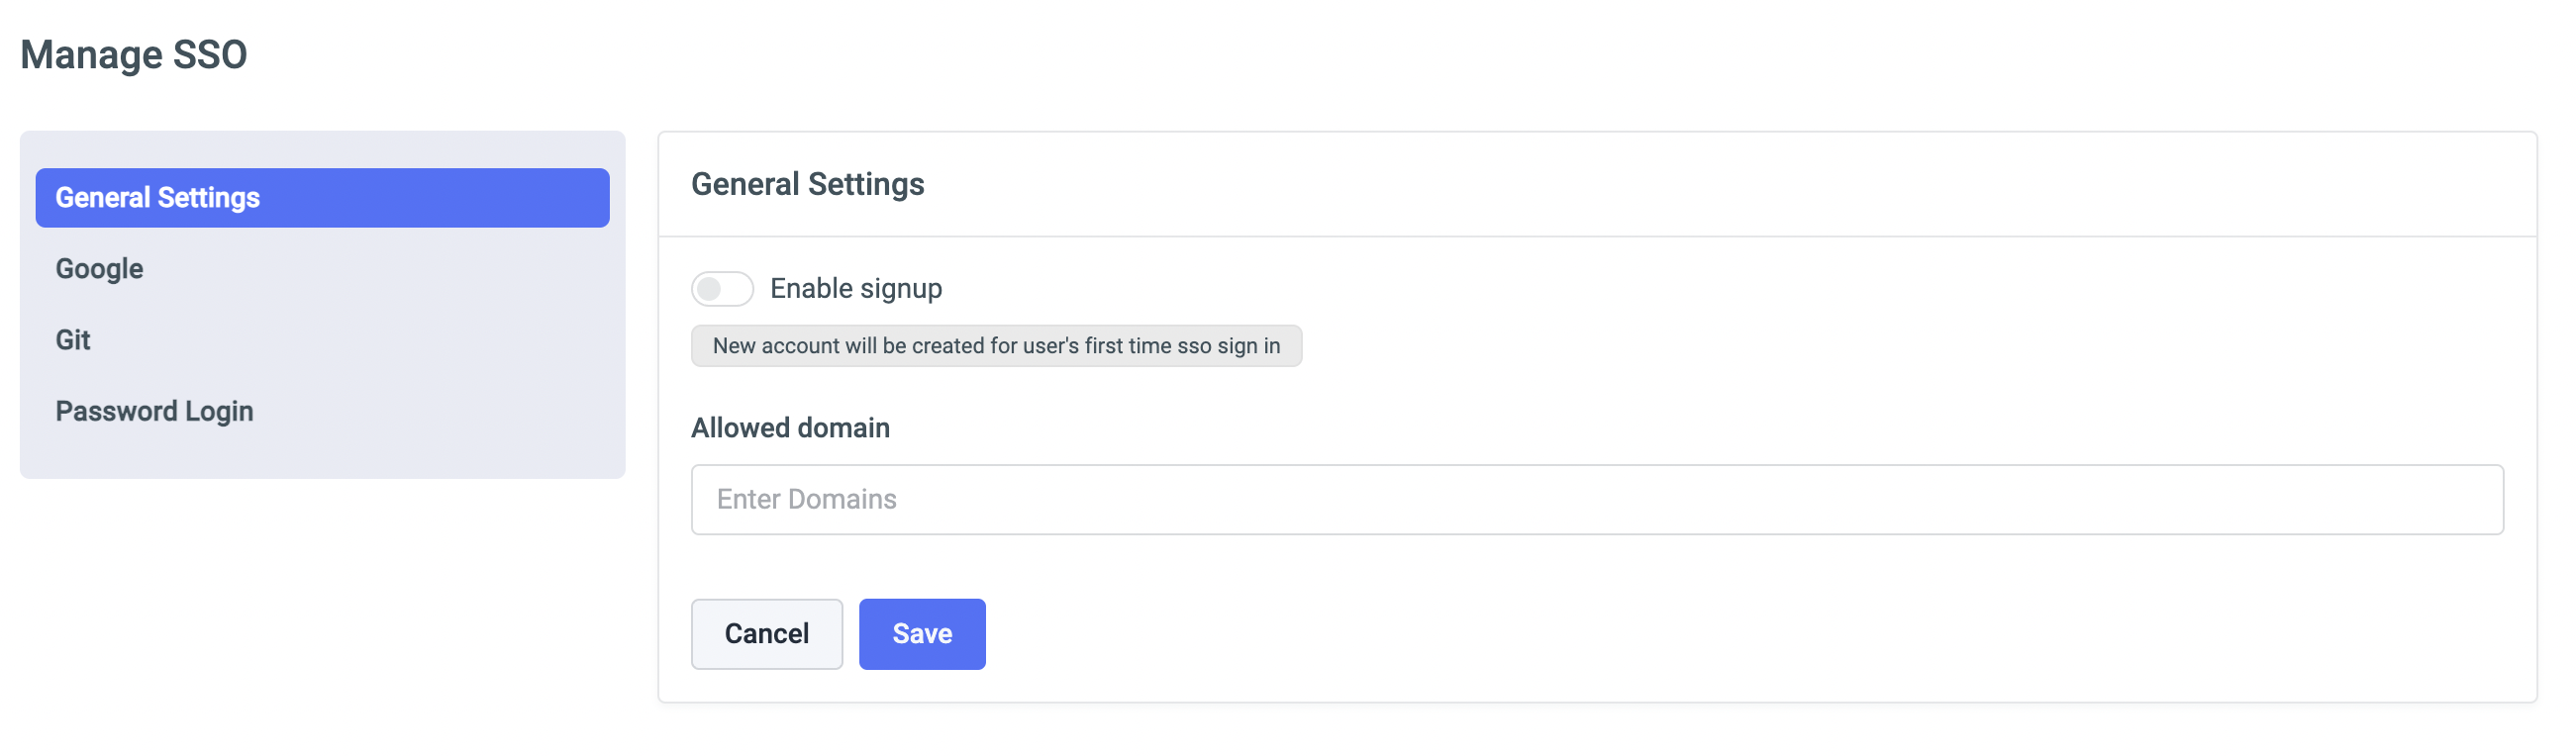 Manage SSO
General Settings
Google
Git
Password Login
General Settings
Enable signup
New account will be created for user's first time sso sign in
Allowed domain
Enter Domains
Cancel
Save